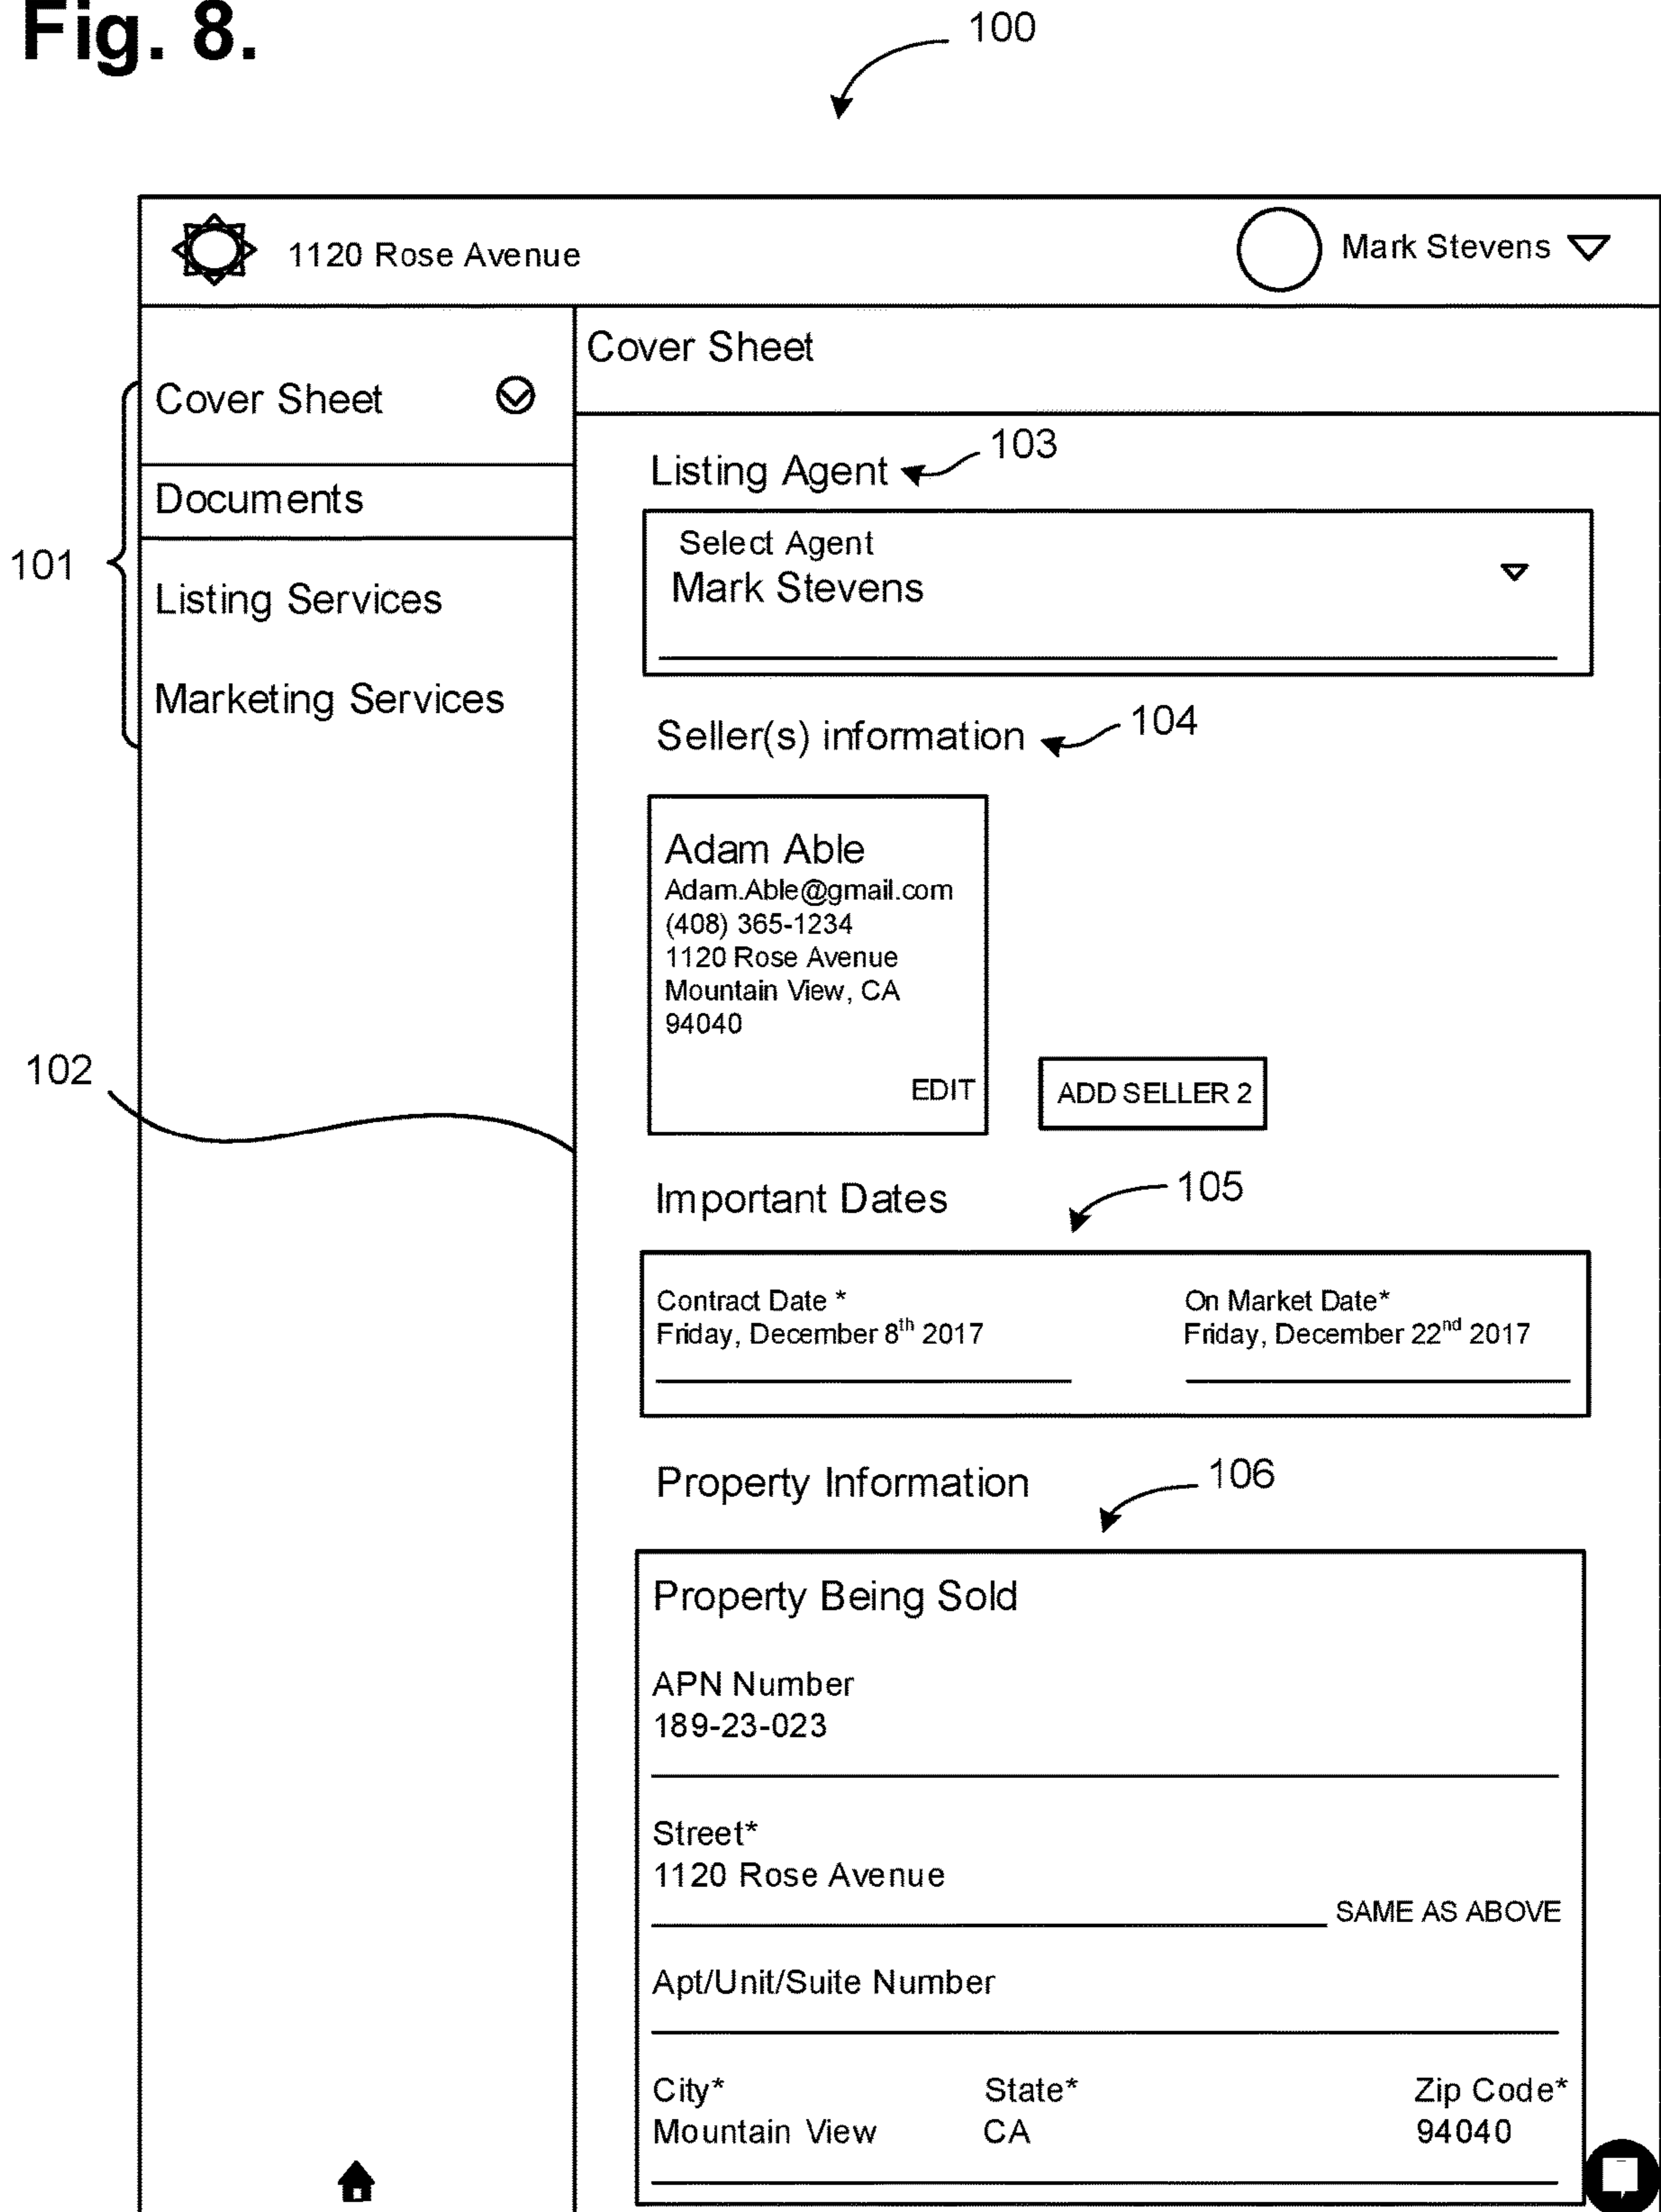 Fig. 8.
100
1120 Rose Avenue
Mark Stevens
Cover Sheet
Documents
Listing Services
Marketing Services
101
102
Cover Sheet
Listing Agent
103
Select Agent
Mark Stevens
Seller(s) information
104
Adam Able
Adam.Able@gmail.com
(408) 365-1234
1120 Rose Avenue
Mountain View, CA
94040
EDIT
ADD SELLER 2
Important Dates
105
Contract Date *
Friday, December 8th 2017
On Market Date*
Friday, December 22nd 2017
Property Information
106
Property Being Sold
APN Number
189-23-023
Street*
1120 Rose Avenue
SAME AS ABOVE
Apt/Unit/Suite Number
City* State* Zip Code*
Mountain View CA 94040